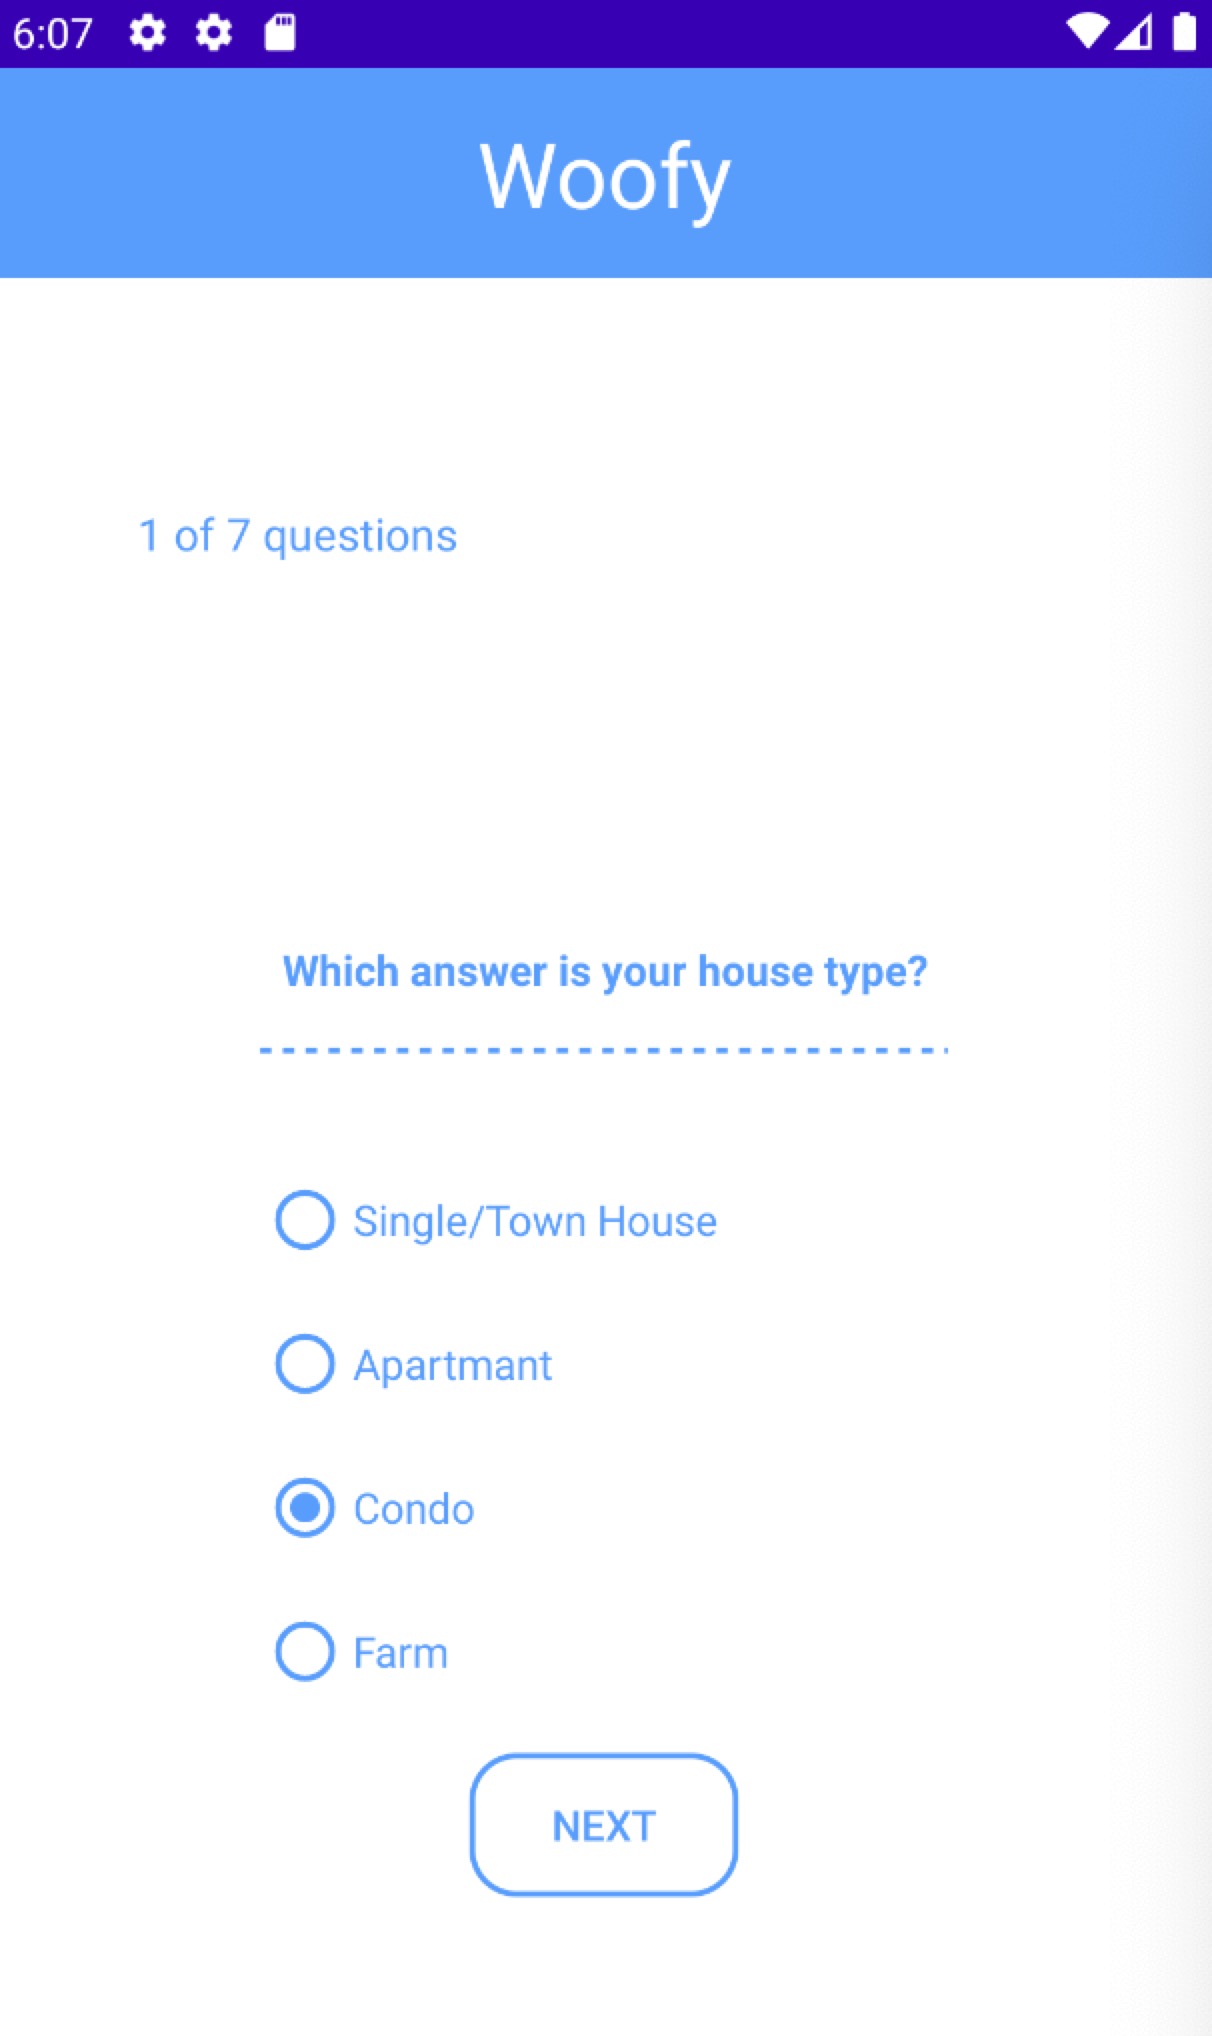 6:07
Woofy
1 of 7 questions
Which answer is your house type?
Single/Town House
Apartmant
Condo
Farm
NEXT